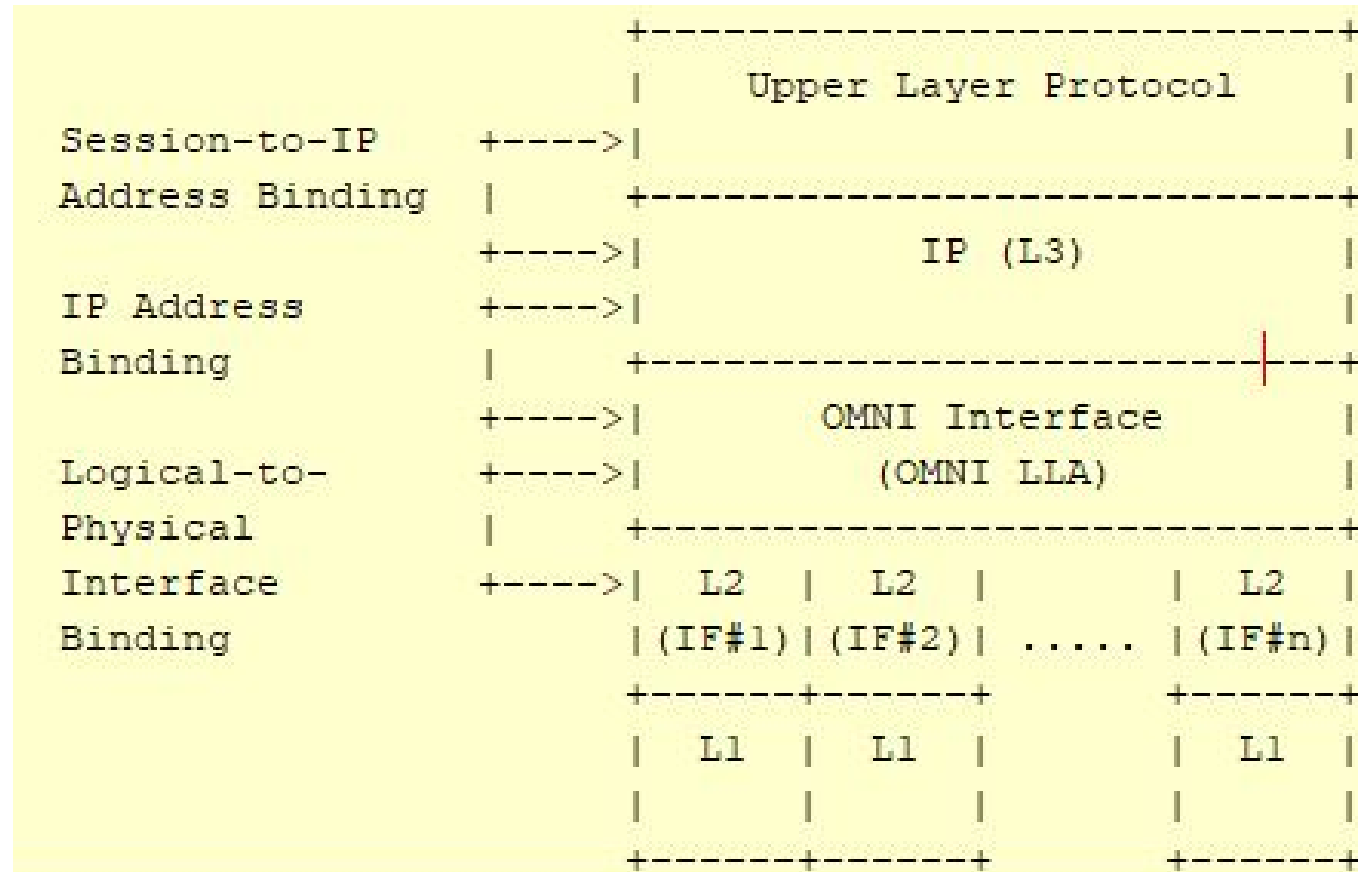 +----------------------------+
                               |    Upper Layer Protocol    |
Session-to-IP           +---->|                            |
Address Binding         |     +----------------------------+
                        +---->|           IP (L3)          |
IP Address              +---->|                            |
Binding                 |     +----------------------------+
                        +---->|       OMNI Interface       |
Logical-to-             +---->|         (OMNI LLA)         |
Physical                |     +----------------------------+
Interface               +---->|  L2  |  L2  |       |  L2  |
Binding                       |(IF#1)|(IF#2)| ..... |(IF#n)|
                              +------+------+       +------+
                              |  L1  |  L1  |       |  L1  |
                              |      |      |       |      |
                              +------+------+       +------+